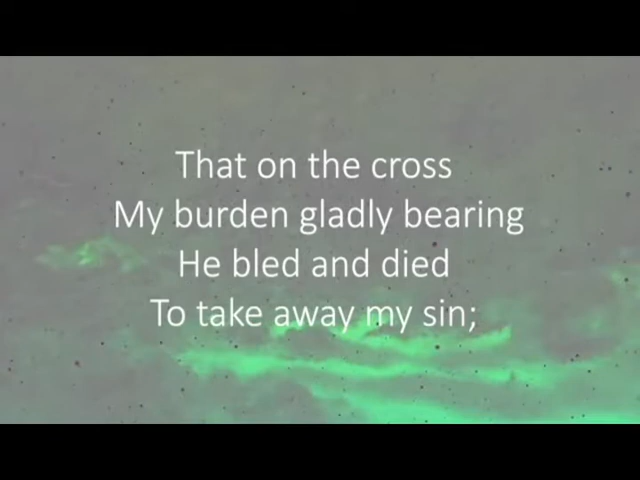 That on the cross
My burden gladly bearing
He bled and died
To take away my sin;